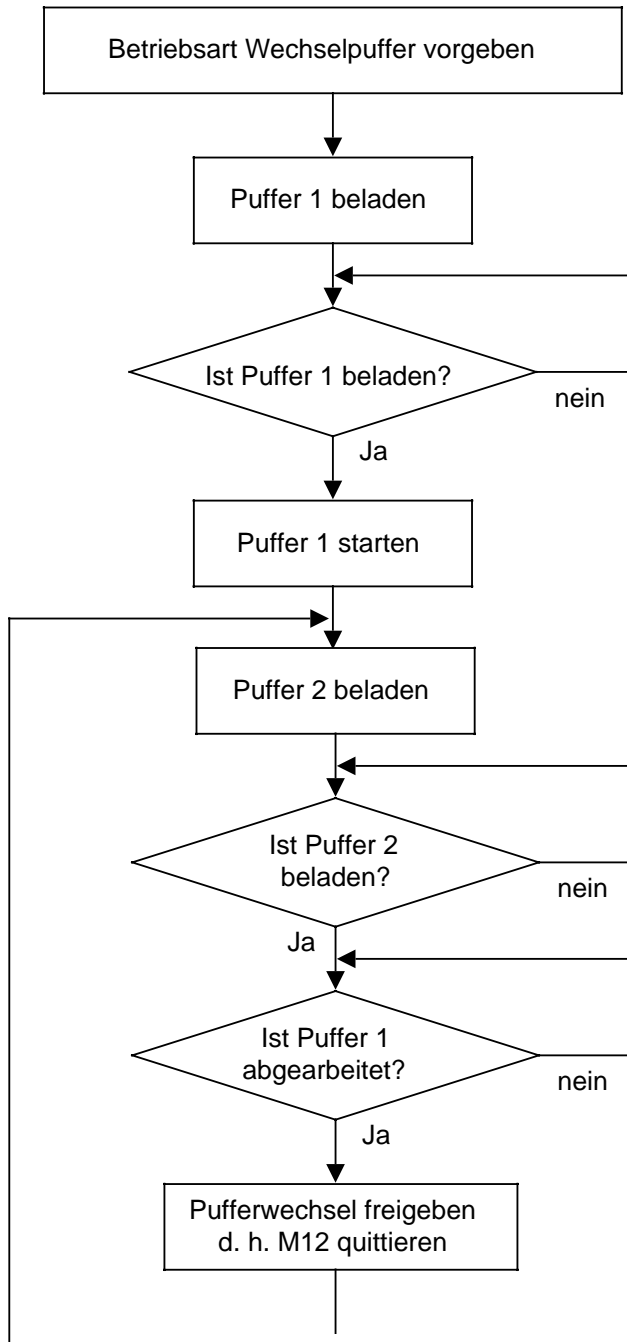 Betriebsart Wechselpuffer vorgeben
Puffer 1 beladen
Ist Puffer 1 beladen?
nein
Ja
Puffer 1 starten
Puffer 2 beladen
Ist Puffer 2
beladen?
nein
Ja
Ist Puffer 1
abgearbeitet?
nein
Ja
Pufferwechsel freigeben
d. h. M12 quittieren